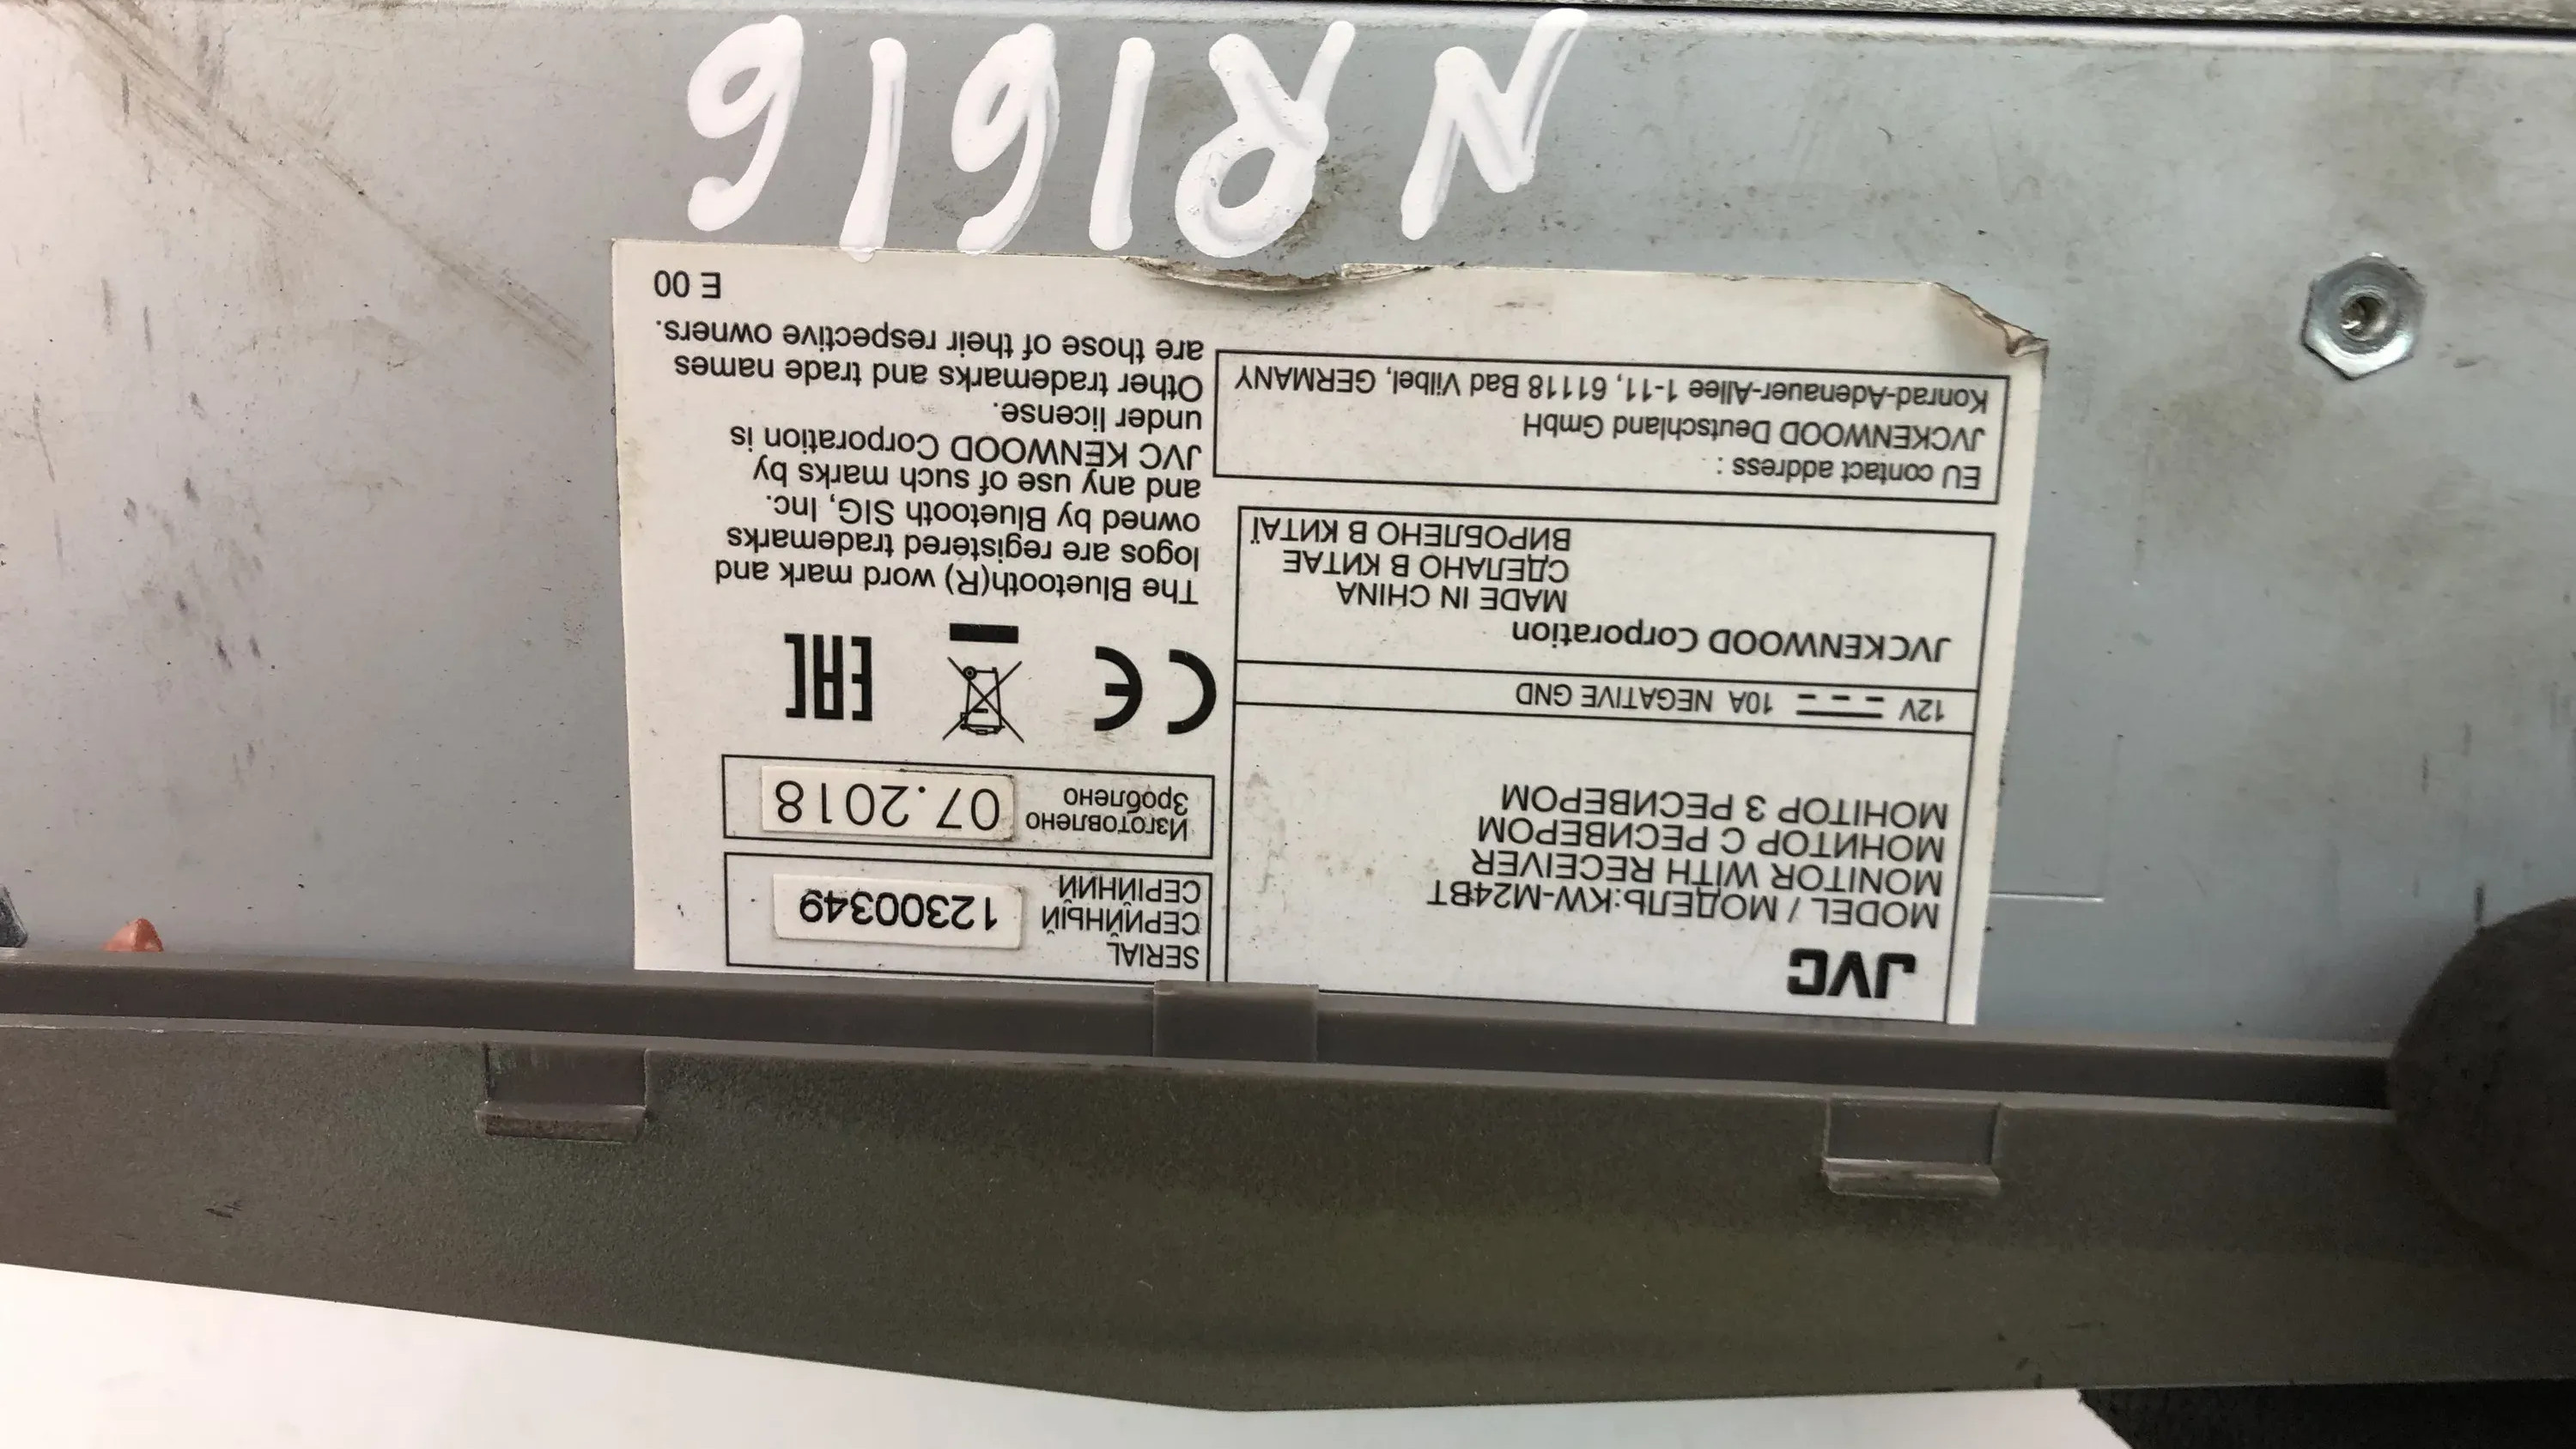 JVC
MODEL / МОДЕЛЬ:KW-M24BT
MONITOR WITH RECEIVER
МОНИТОР С РЕСИВЕРОМ
МОНІТОР З РЕСИВЕРОМ
12V 10A NEGATIVE GND
JVCKENWOOD Corporation
MADE IN CHINA
СДЕЛАНО В КИТАЕ
ВИРОБЛЕНО В КИТАЇ
EU contact address :
JVCKENWOOD Deutschland GmbH
Konrad-Adenauer-Allee 1-11, 61118 Bad Vilbel, GERMANY
SERIAL
СЕРИЙНЫЙ 12300349
СЕРІЙНИЙ
Изготовлено 07.2018
Зроблено
CE EAC
The Bluetooth(R) word mark and
logos are registered trademarks
owned by Bluetooth SIG, Inc.
and any use of such marks by
JVC KENWOOD Corporation is
under license.
Other trademarks and trade names
are those of their respective owners.
E 00
NR1616